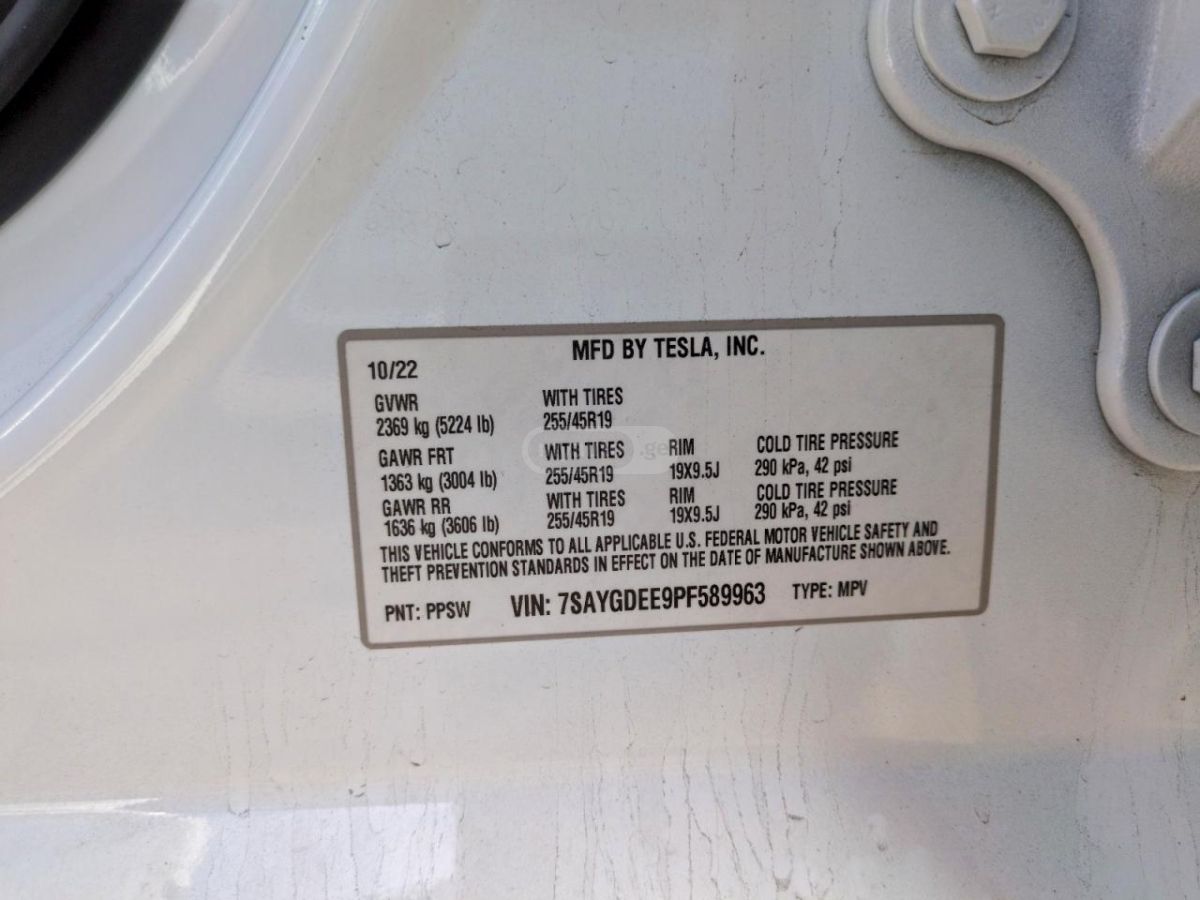 MFD BY TESLA, INC.
10/22
GVWR WITH TIRES
2369 kg (5224 lb) 255/45R19
GAWR FRT WITH TIRES RIM COLD TIRE PRESSURE
1363 kg (3004 lb) 255/45R19 19X9.5J 290 kPa, 42 psi
GAWR RR WITH TIRES RIM COLD TIRE PRESSURE
1636 kg (3606 lb) 255/45R19 19X9.5J 290 kPa, 42 psi
THIS VEHICLE CONFORMS TO ALL APPLICABLE U.S. FEDERAL MOTOR VEHICLE SAFETY AND
THEFT PREVENTION STANDARDS IN EFFECT ON THE DATE OF MANUFACTURE SHOWN ABOVE.
PNT: PPSW VIN: 7SAYGDEE9PF589963 TYPE: MPV